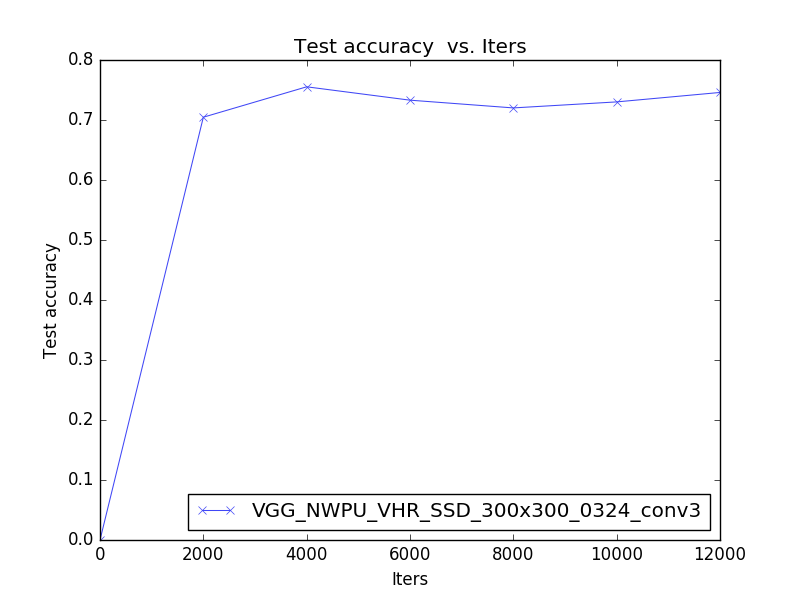 Test accuracy  vs. Iters
0.8
0.7
0.6
0.5
0.4
0.3
0.2
0.1
0.0
Test accuracy
VGG_NWPU_VHR_SSD_300x300_0324_conv3
0 2000 4000 6000 8000 10000 12000
Iters